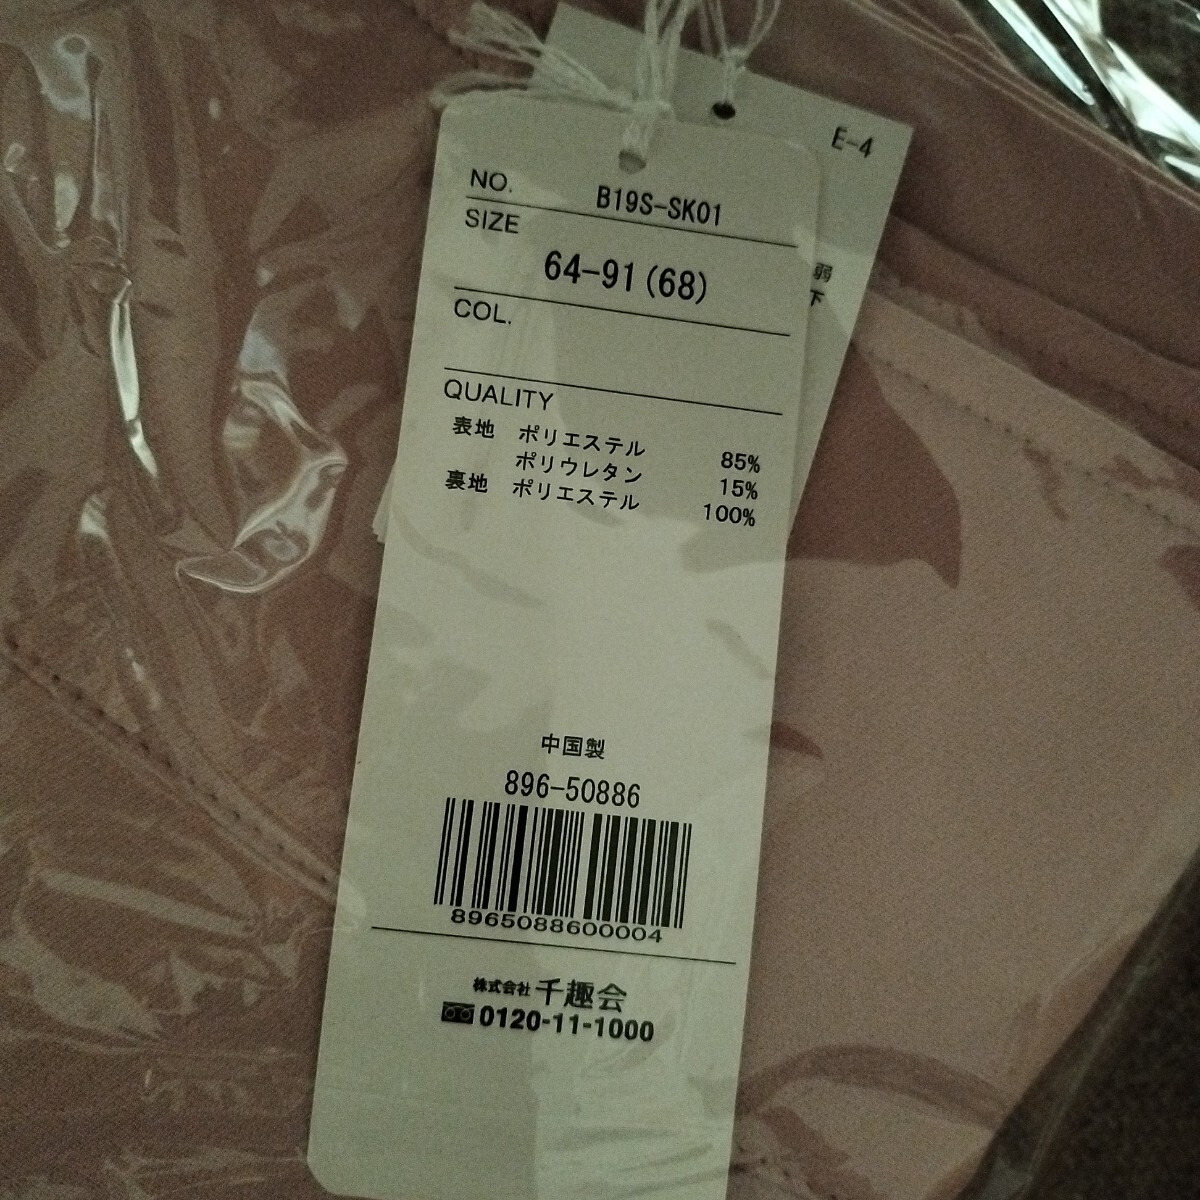 E-4
弱
下
NO. B19S-SK01
SIZE
64-91(68)
COL.
QUALITY
表地 ポリエステル 85%
ポリウレタン 15%
裏地 ポリエステル 100%
中国製
896-50886
8965088600004
株式会社 千趣会
0120-11-1000